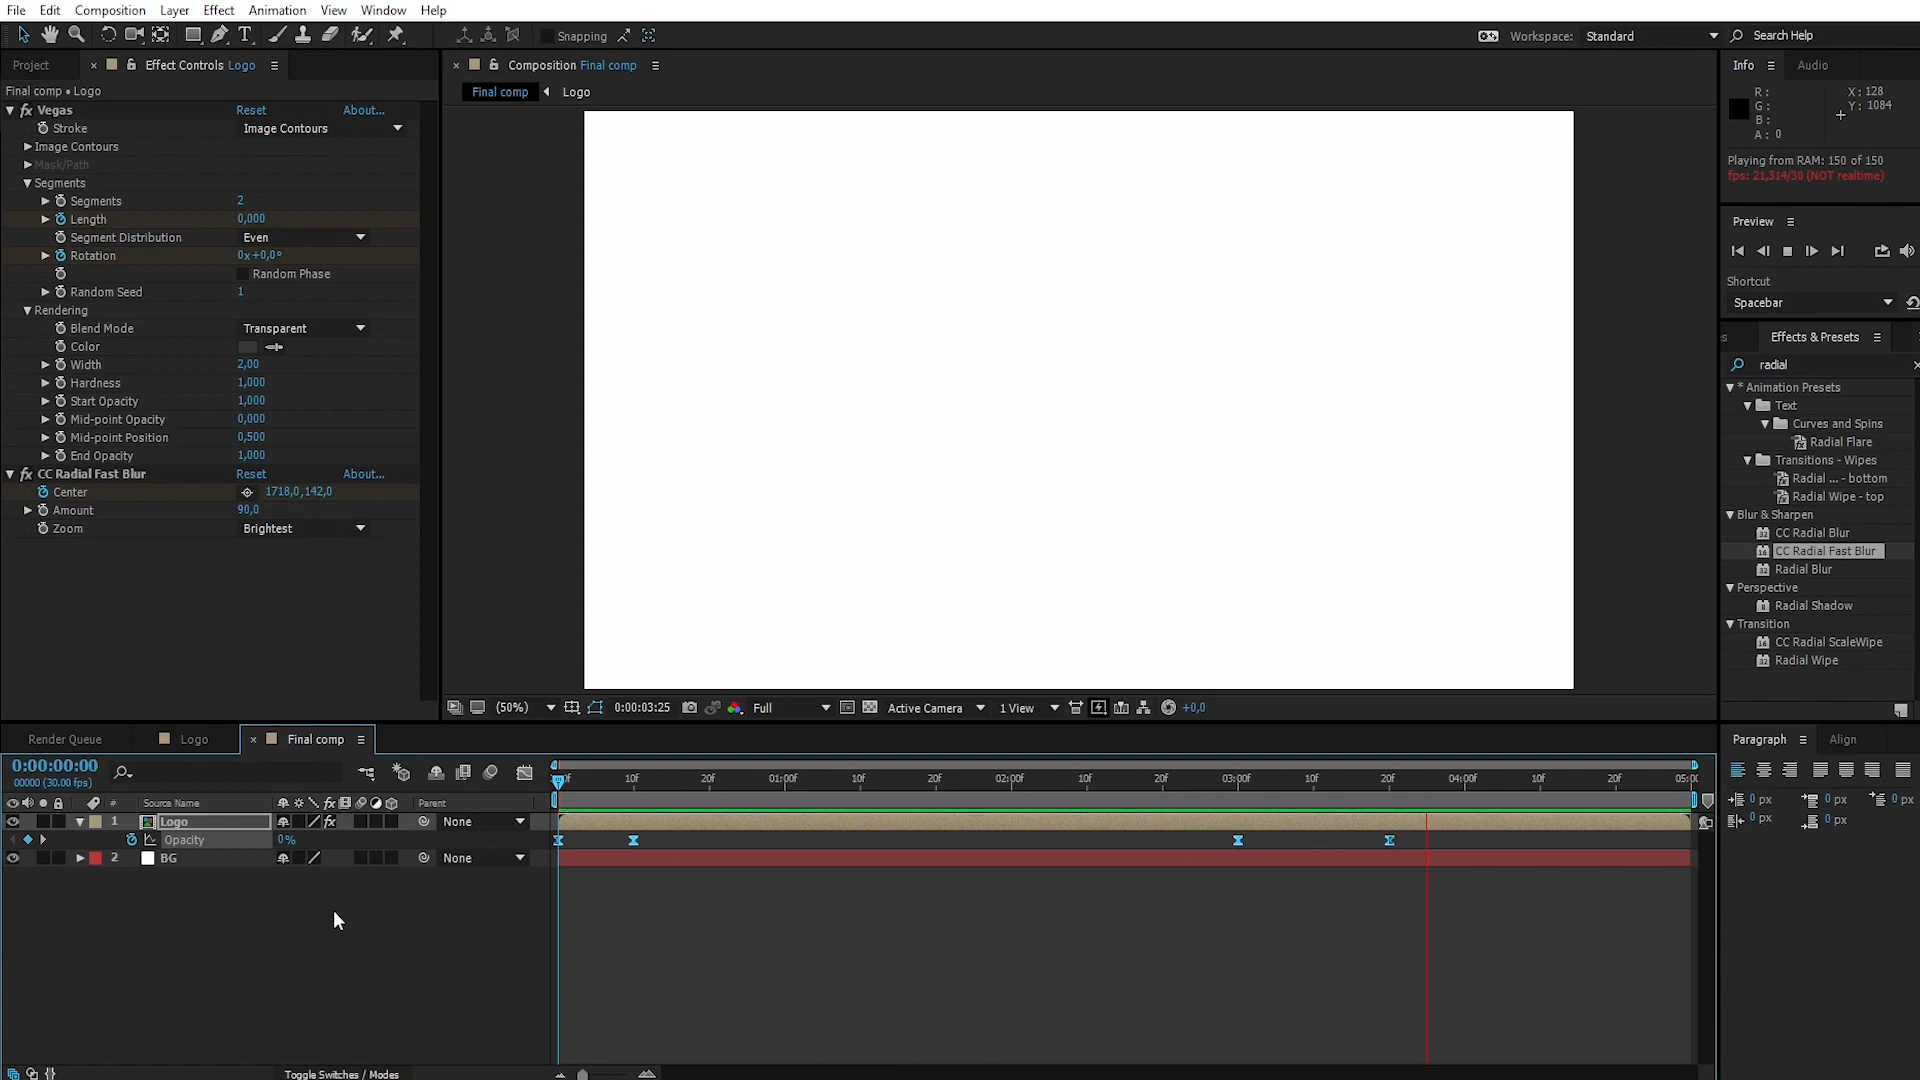 File Edit Composition Layer Effect Animation View Window Help
Snapping
Workspace: Standard
Search Help
Project
Effect Controls Logo
Final comp • Logo
Vegas Reset About...
Stroke Image Contours
Image Contours
Mask/Path
Segments
Segments 2
Length 0,000
Segment Distribution Even
Rotation 0x+0,0°
Random Phase
Random Seed 1
Rendering
Blend Mode Transparent
Color
Width 2,00
Hardness 1,000
Start Opacity 1,000
Mid-point Opacity 0,000
Mid-point Position 0,500
End Opacity 1,000
CC Radial Fast Blur Reset About...
Center 1718,0,142,0
Amount 90,0
Zoom Brightest
Composition Final comp
Final comp Logo
(50%) 0:00:03:25 Full Active Camera 1 View +0,0
Info Audio
R: X: 128
G: Y: 1084
B:
A: 0
Playing from RAM: 150 of 150
fps: 21,314/30 (NOT realtime)
Preview
Shortcut
Spacebar
Effects & Presets
radial
* Animation Presets
Text
Curves and Spins
Radial Flare
Transitions - Wipes
Radial ... - bottom
Radial Wipe - top
Blur & Sharpen
32 CC Radial Blur
16 CC Radial Fast Blur
32 Radial Blur
Perspective
8 Radial Shadow
Transition
16 CC Radial ScaleWipe
32 Radial Wipe
Render Queue Logo Final comp
0:00:00:00
00000 (30.00 fps)
10f 20f 01:00f 10f 20f 02:00f 10f 20f 03:00f 10f 20f 04:00f 10f 20f 05:00
# Source Name Parent
1 Logo None
Opacity 0%
2 BG None
Toggle Switches / Modes
Paragraph Align
0 px 0 px 0 px
0 px 0 px